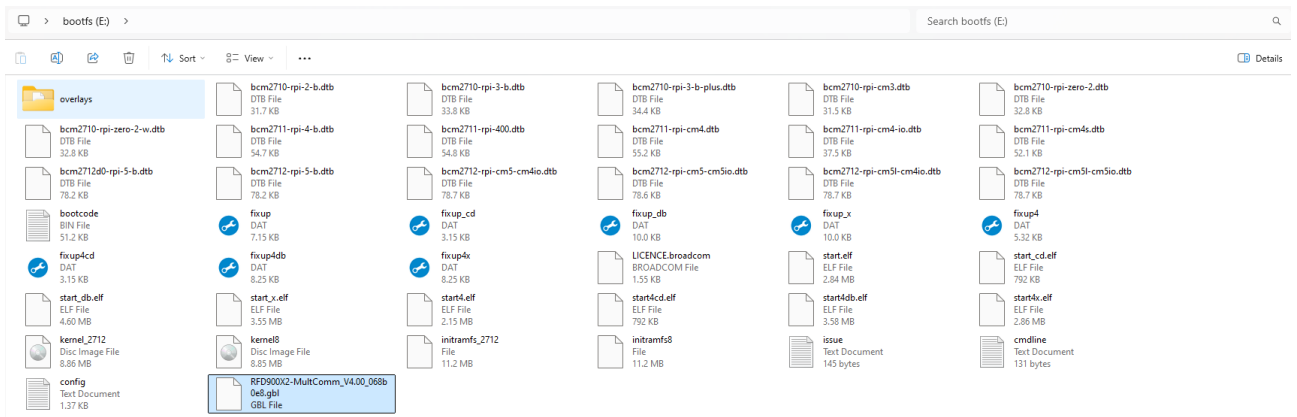 bootfs (E:)
Search bootfs (E:)
Sort
View
Details
overlays
bcm2710-rpi-2-b.dtb
DTB File
31.7 KB
bcm2710-rpi-3-b.dtb
DTB File
33.8 KB
bcm2710-rpi-3-b-plus.dtb
DTB File
34.4 KB
bcm2710-rpi-cm3.dtb
DTB File
31.5 KB
bcm2710-rpi-zero-2.dtb
DTB File
32.8 KB
bcm2710-rpi-zero-2-w.dtb
DTB File
32.8 KB
bcm2711-rpi-4-b.dtb
DTB File
54.7 KB
bcm2711-rpi-400.dtb
DTB File
54.8 KB
bcm2711-rpi-cm4.dtb
DTB File
55.2 KB
bcm2711-rpi-cm4-io.dtb
DTB File
37.5 KB
bcm2711-rpi-cm4s.dtb
DTB File
52.1 KB
bcm2712d0-rpi-5-b.dtb
DTB File
78.2 KB
bcm2712-rpi-5-b.dtb
DTB File
78.2 KB
bcm2712-rpi-cm5-cm4io.dtb
DTB File
78.7 KB
bcm2712-rpi-cm5-cm5io.dtb
DTB File
78.6 KB
bcm2712-rpi-cm5l-cm4io.dtb
DTB File
78.7 KB
bcm2712-rpi-cm5l-cm5io.dtb
DTB File
78.7 KB
bootcode
BIN File
51.2 KB
fixup
DAT
7.15 KB
fixup_cd
DAT
3.15 KB
fixup_db
DAT
10.0 KB
fixup_x
DAT
10.0 KB
fixup4
DAT
5.32 KB
fixup4cd
DAT
3.15 KB
fixup4db
DAT
8.25 KB
fixup4x
DAT
8.25 KB
LICENCE.broadcom
BROADCOM File
1.55 KB
start.elf
ELF File
2.84 MB
start_cd.elf
ELF File
792 KB
start_db.elf
ELF File
4.60 MB
start_x.elf
ELF File
3.55 MB
start4.elf
ELF File
2.15 MB
start4cd.elf
ELF File
792 KB
start4db.elf
ELF File
3.58 MB
start4x.elf
ELF File
2.86 MB
kernel_2712
Disc Image File
8.86 MB
kernel8
Disc Image File
8.85 MB
initramfs_2712
File
11.2 MB
initramfs8
File
11.2 MB
issue
Text Document
145 bytes
cmdline
Text Document
131 bytes
config
Text Document
1.37 KB
RFD900X2-MultComm_V4.00_068b
0e8.gbl
GBL File